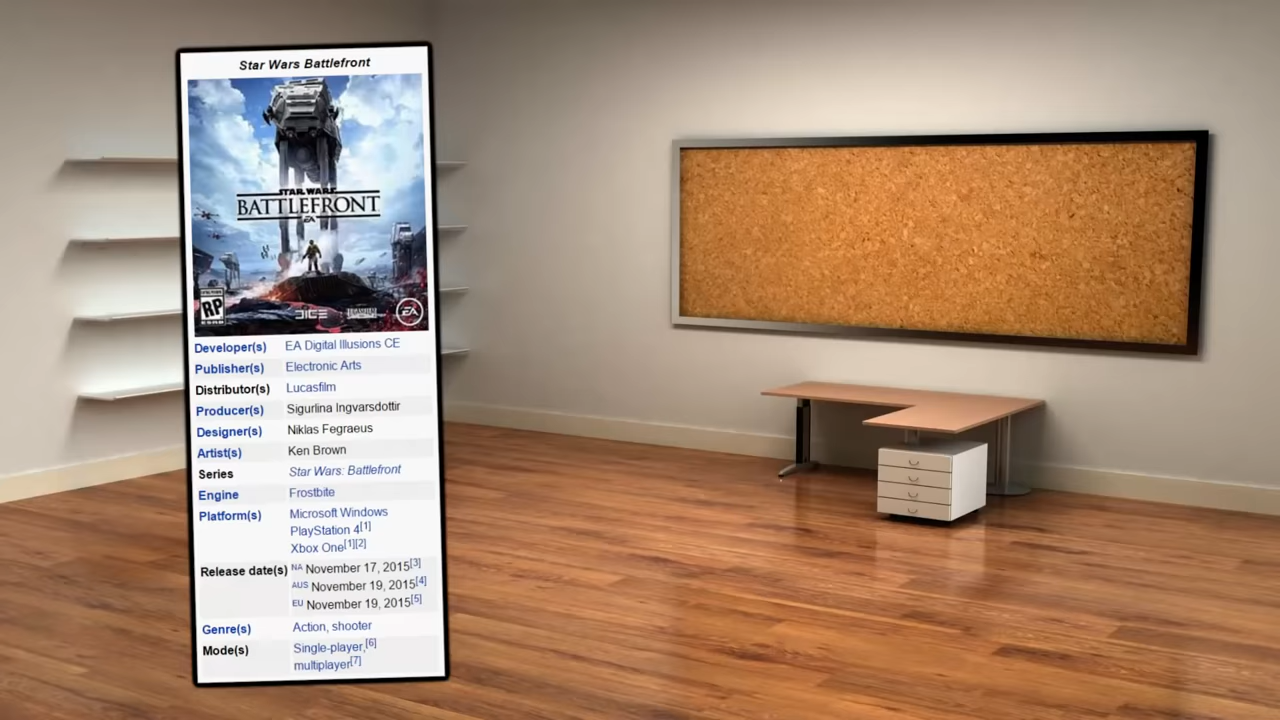 Star Wars Battlefront
STAR WARS
BATTLEFRONT
EA
RP
DICE
EA
Developer(s) EA Digital Illusions CE
Publisher(s) Electronic Arts
Distributor(s) Lucasfilm
Producer(s) Sigurlina Ingvarsdottir
Designer(s) Niklas Fegraeus
Artist(s) Ken Brown
Series Star Wars: Battlefront
Engine Frostbite
Platform(s) Microsoft Windows
PlayStation 4[1]
Xbox One[1][2]
Release date(s) NA November 17, 2015[3]
AUS November 19, 2015[4]
EU November 19, 2015[5]
Genre(s) Action, shooter
Mode(s) Single-player,[6]
multiplayer[7]